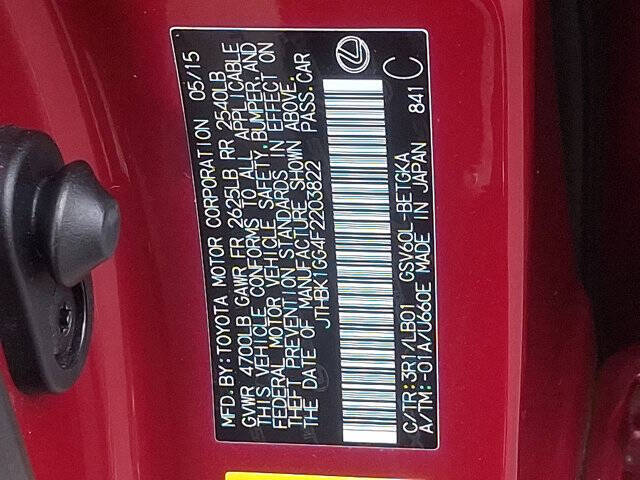 MFD.BY:TOYOTA MOTOR CORPORATION 05/15
GVWR 4700LB GAWR FR 2625LB RR 2540LB
THIS VEHICLE CONFORMS TO ALL APPLICABLE
FEDERAL MOTOR VEHICLE SAFETY,BUMPER,AND
THEFT PREVENTION STANDARDS IN EFFECT ON
THE DATE OF MANUFACTURE SHOWN ABOVE.
JTHBK1GG4F2203822 PASS.CAR
C/TR:3R1/LB01 GSV60L-BETGKA
A/TM:-01A/U660E MADE IN JAPAN 841 C